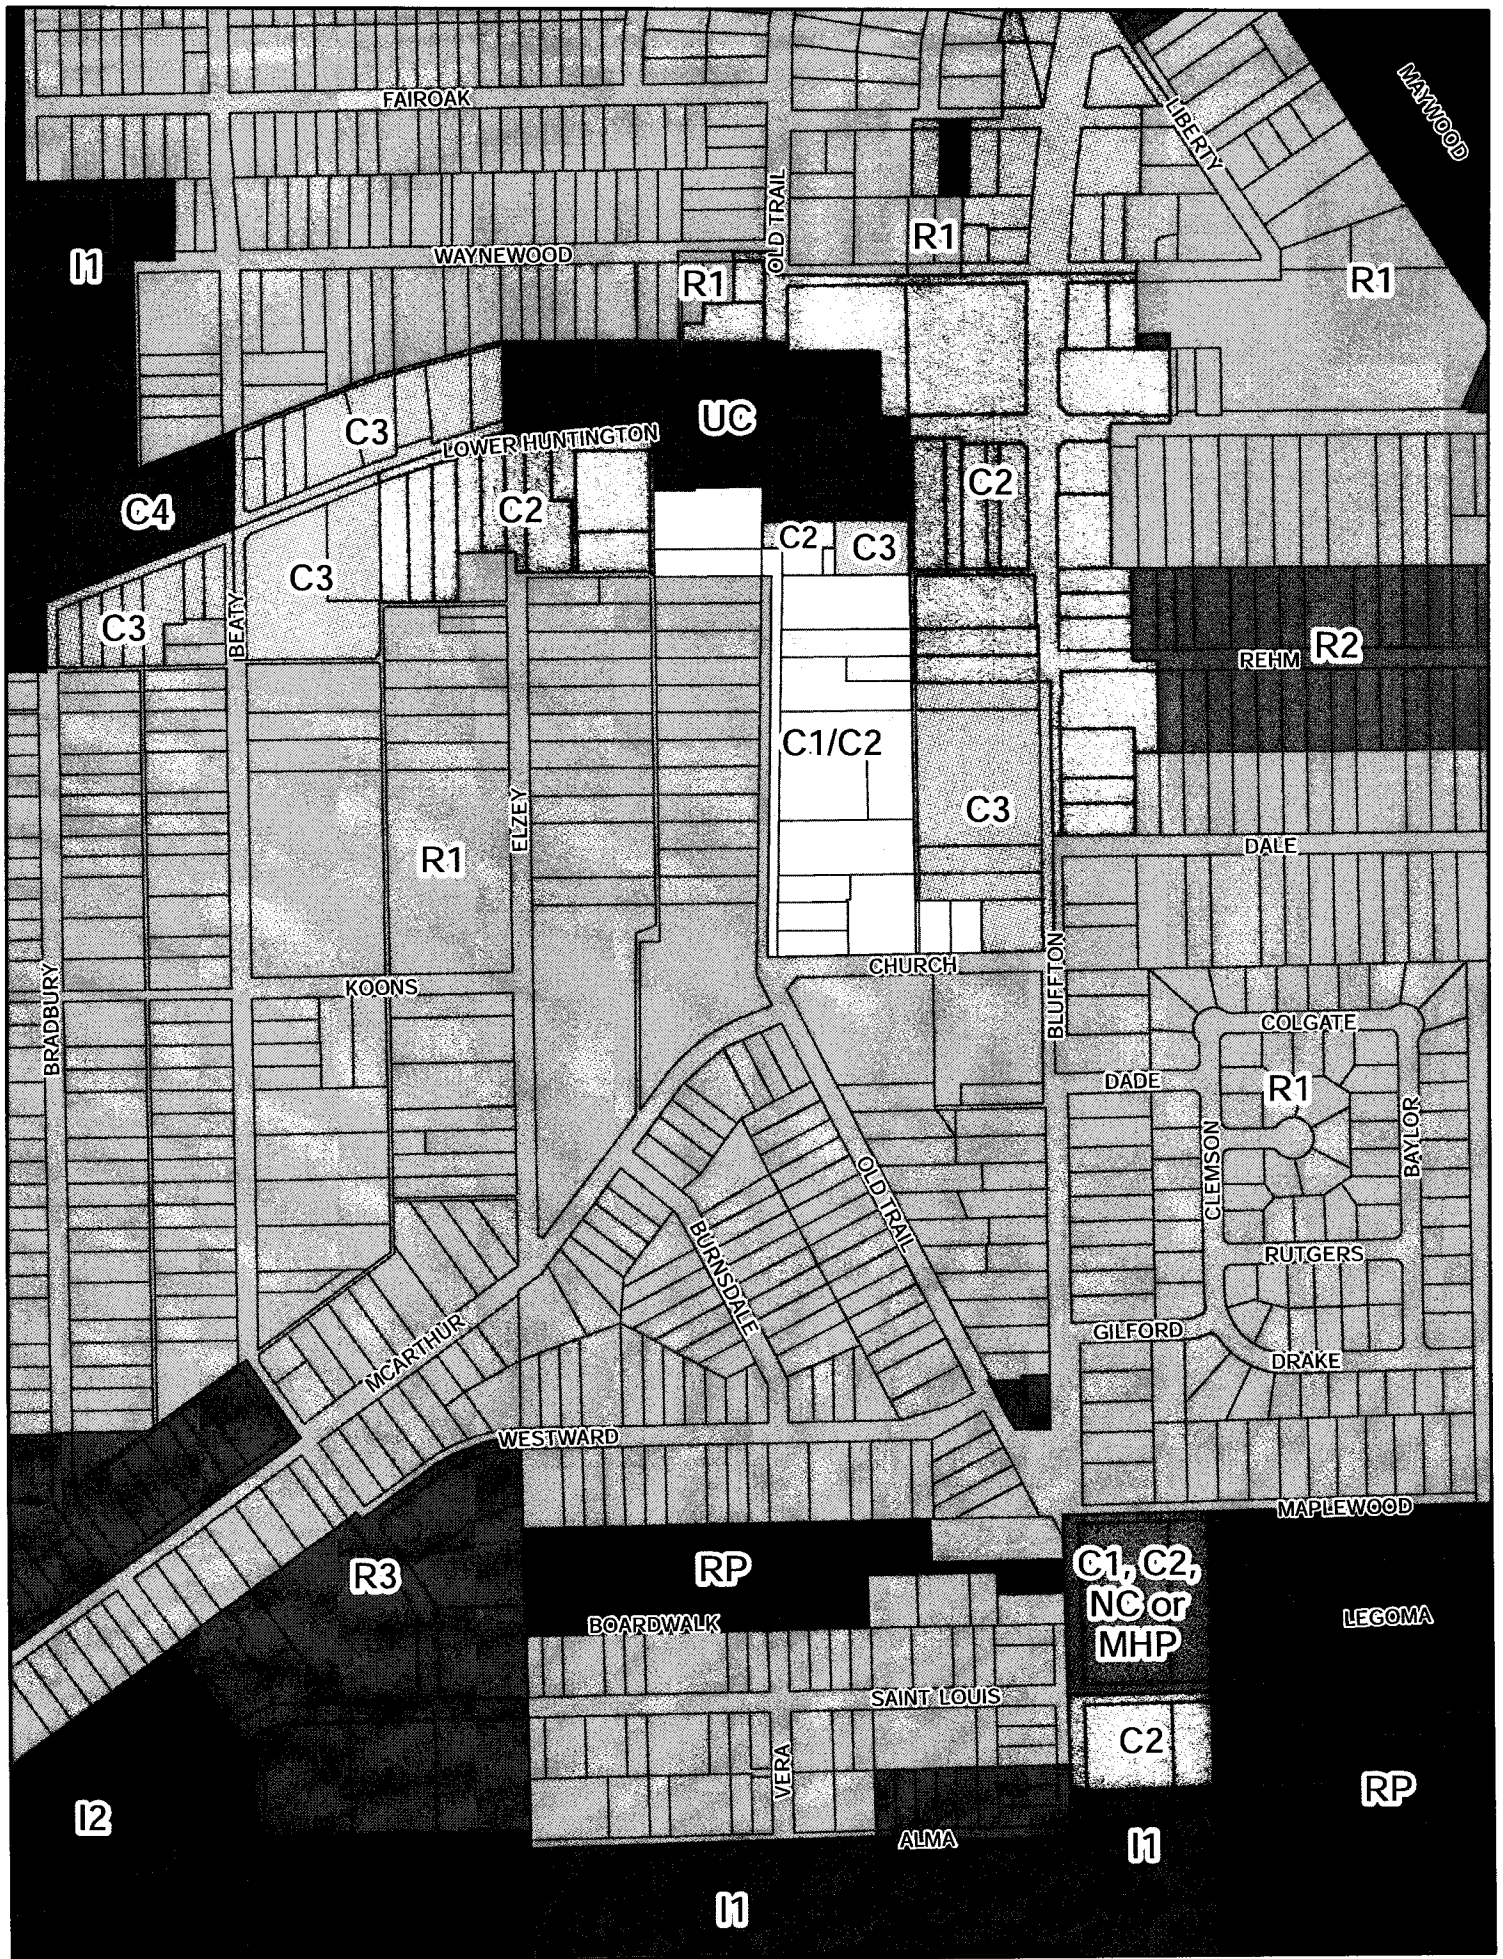 MAYWOOD
FAIROAK
LIBERTY
OLD TRAIL
R1
I1
WAYNEWOOD
R1
R1
UC
C3
LOWER HUNTINGTON
C4
C2
C2
C2
C3
C3
C3
BEATY
REHM
R2
C1/C2
ELZEY
C3
R1
DALE
CHURCH
BLUFFTON
KOONS
BRADBURY
COLGATE
DADE
R1
CLEMSON
BAYLOR
OLD TRAIL
BURNSDALE
RUTGERS
MCARTHUR
GILFORD
DRAKE
WESTWARD
MAPLEWOOD
R3
RP
C1, C2,
NC or
MHP
BOARDWALK
LEGOMA
SAINT LOUIS
C2
VERA
RP
I2
ALMA
I1
I1